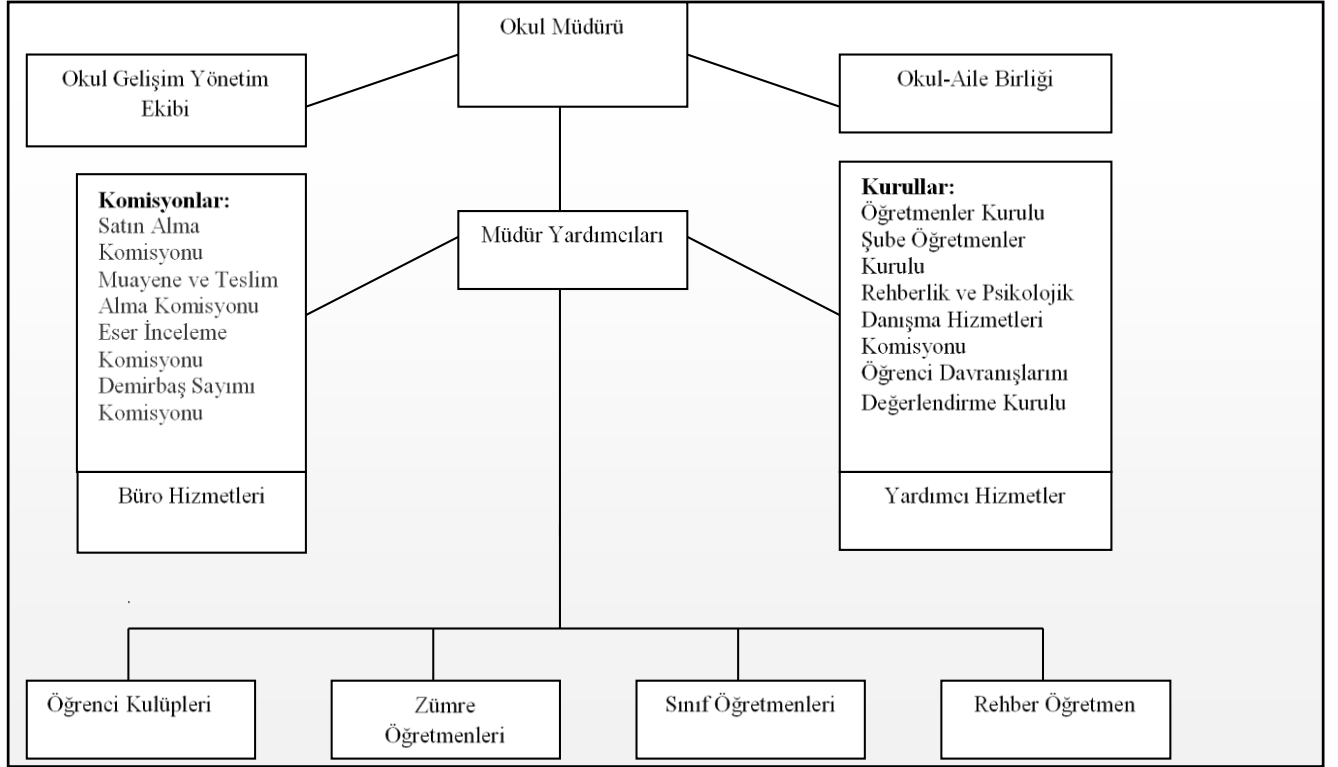 Okul Müdürü
Okul Gelişim Yönetim
Ekibi
Okul-Aile Birliği
Komisyonlar:
Satın Alma
Komisyonu
Muayene ve Teslim
Alma Komisyonu
Eser İnceleme
Komisyonu
Demirbaş Sayımı
Komisyonu
Müdür Yardımcıları
Kurullar:
Öğretmenler Kurulu
Şube Öğretmenler
Kurulu
Rehberlik ve Psikolojik
Danışma Hizmetleri
Komisyonu
Öğrenci Davranışlarını
Değerlendirme Kurulu
Büro Hizmetleri
Yardımcı Hizmetler
Öğrenci Kulüpleri
Zümre
Öğretmenleri
Sınıf Öğretmenleri
Rehber Öğretmen